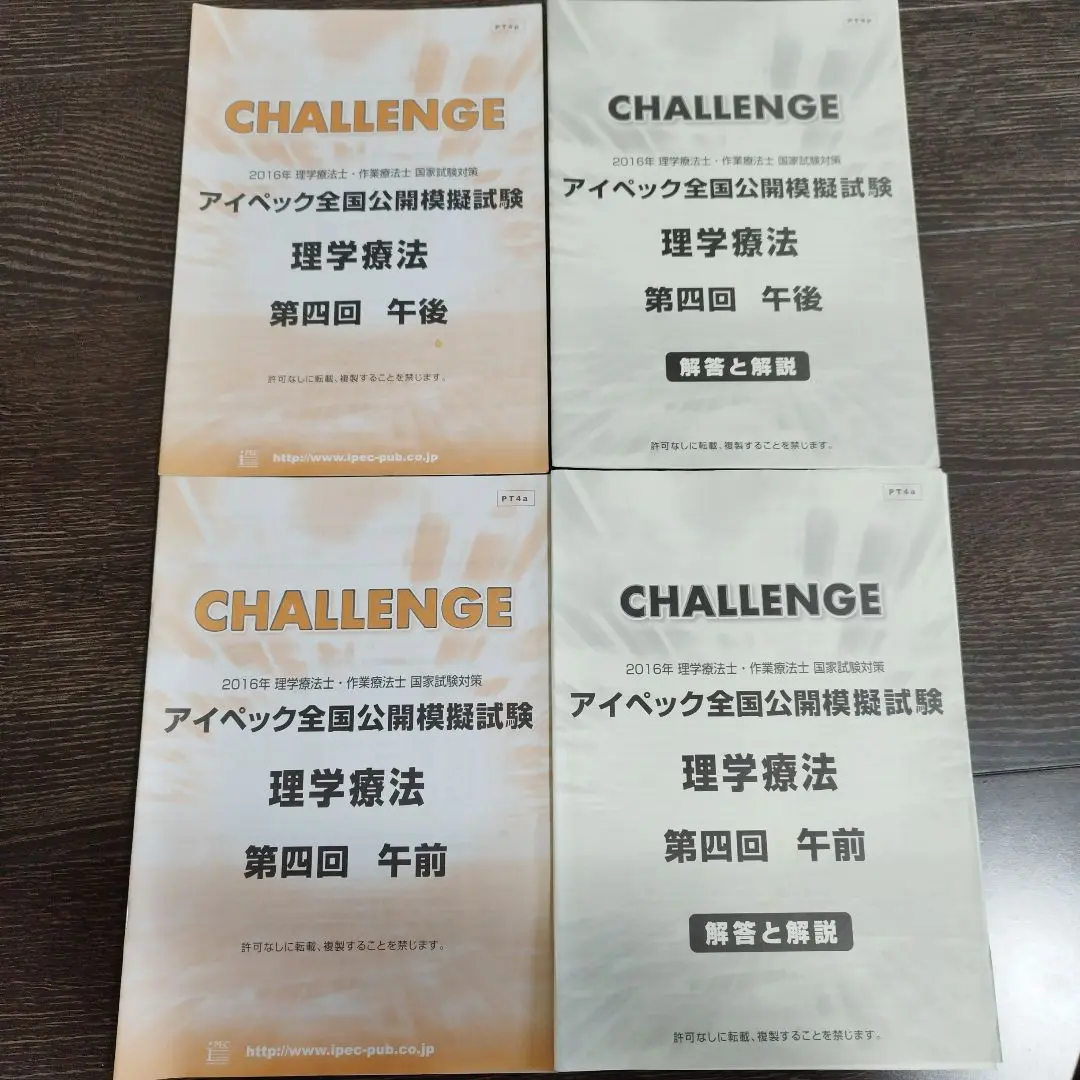 PT4p
CHALLENGE
2016年 理学療法士・作業療法士 国家試験対策
アイペック全国公開模擬試験
理学療法
第四回 午後
許可なしに転載、複製することを禁じます。
IPEC http://www.ipec-pub.co.jp
PT4p
CHALLENGE
2016年 理学療法士・作業療法士 国家試験対策
アイペック全国公開模擬試験
理学療法
第四回 午後
解答と解説
許可なしに転載、複製することを禁じます。
PT4a
CHALLENGE
2016年 理学療法士・作業療法士 国家試験対策
アイペック全国公開模擬試験
理学療法
第四回 午前
許可なしに転載、複製することを禁じます。
IPEC http://www.ipec-pub.co.jp
PT4a
CHALLENGE
2016年 理学療法士・作業療法士 国家試験対策
アイペック全国公開模擬試験
理学療法
第四回 午前
解答と解説
許可なしに転載、複製することを禁じます。